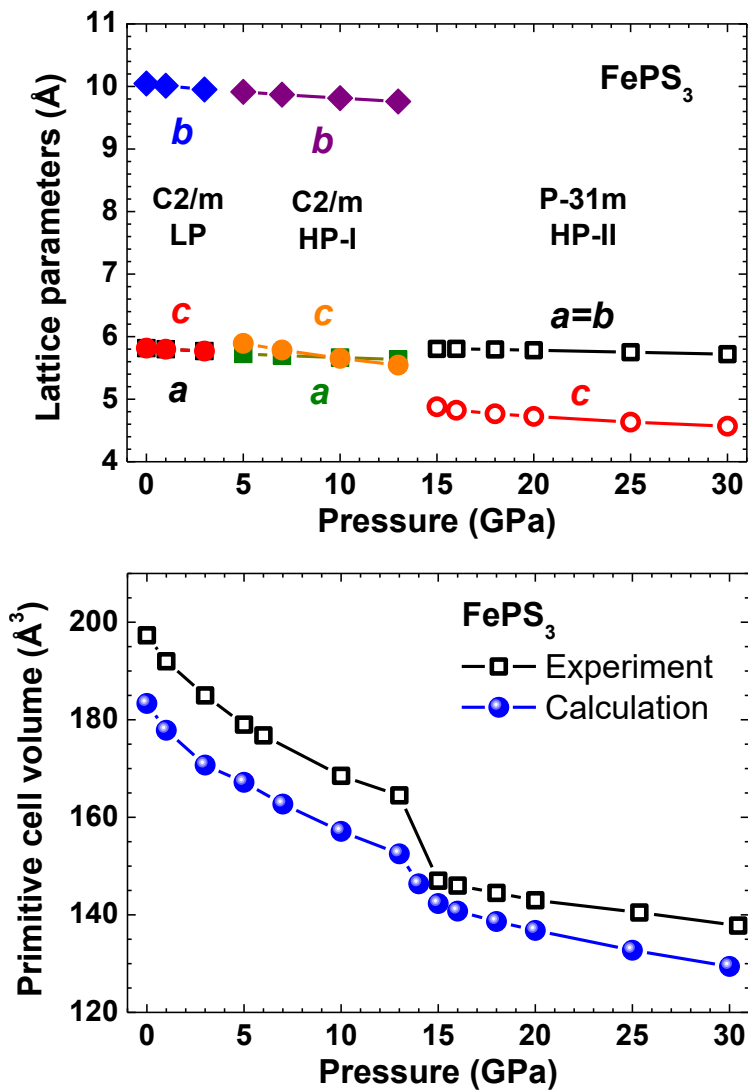 11
10
9
8
7
6
5
4
Lattice parameters (Å)
FePS3
b
b
C2/m
LP
C2/m
HP-I
P-31m
HP-II
c
c
a=b
a
a
c
0
5
10
15
20
25
30
Pressure (GPa)
200
180
160
140
120
Primitive cell volume (Å³)
FePS3
Experiment
Calculation
0
5
10
15
20
25
30
Pressure (GPa)